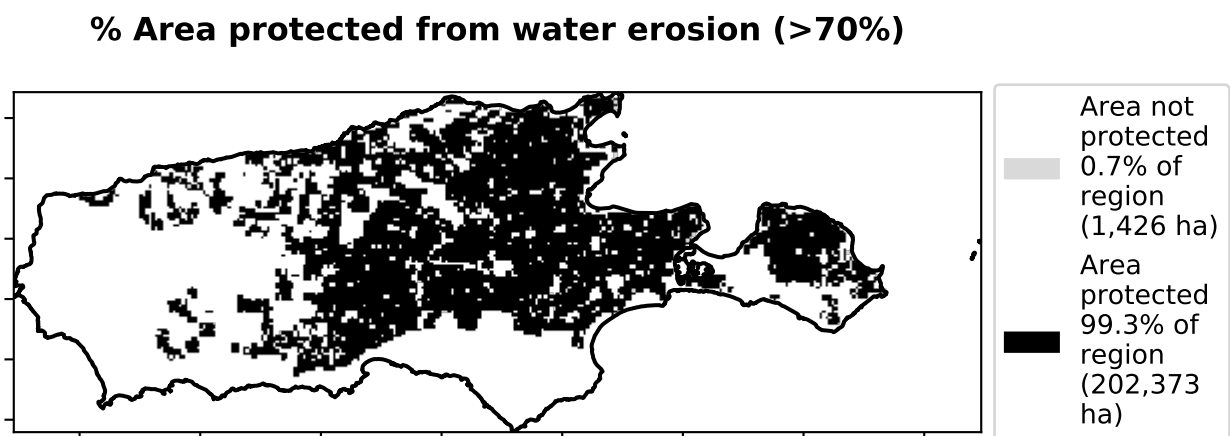 % Area protected from water erosion (>70%)
Area not
protected
0.7% of
region
(1,426 ha)
Area
protected
99.3% of
region
(202,373
ha)